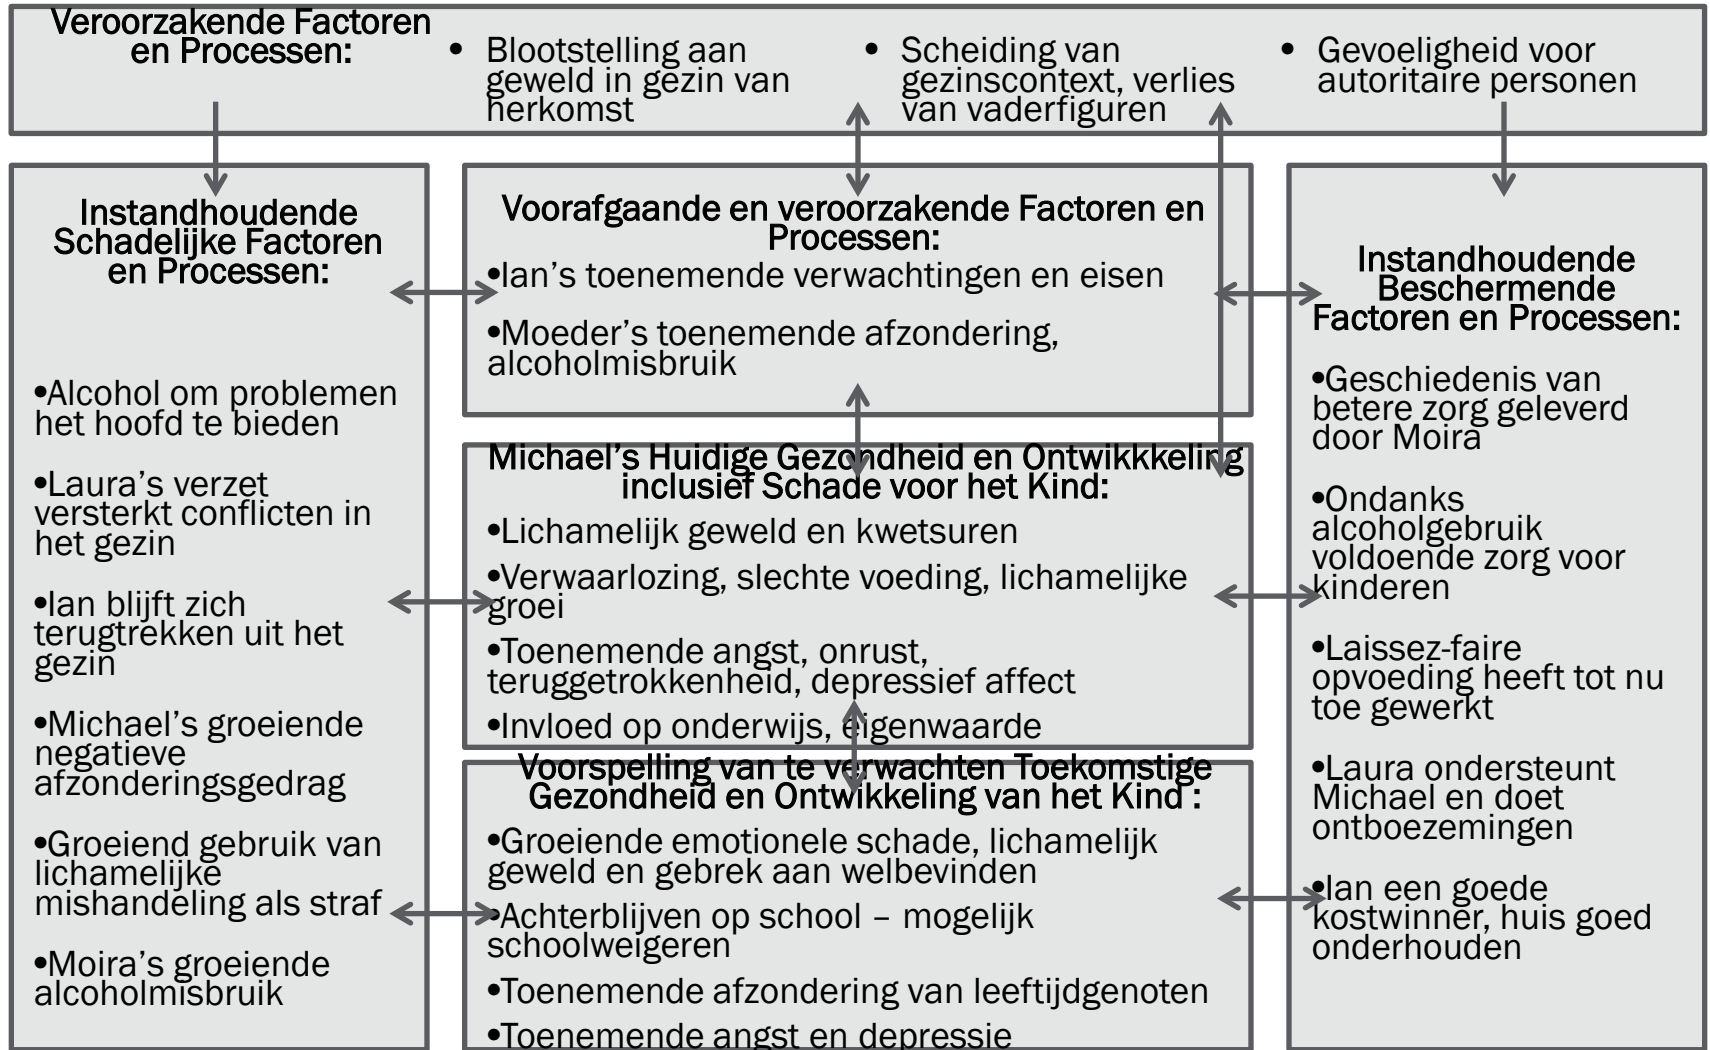 Veroorzakende Factoren
en Processen:
• Blootstelling aan
geweld in gezin van
herkomst
• Scheiding van
gezinscontext, verlies
van vaderfiguren
• Gevoeligheid voor
autoritaire personen
Instandhoudende
Schadelijke Factoren
en Processen:
•Alcohol om problemen
het hoofd te bieden
•Laura’s verzet
versterkt conflicten in
het gezin
•Ian blijft zich
terugtrekken uit het
gezin
•Michael’s groeiende
negatieve
afzonderingsgedrag
•Groeiend gebruik van
lichamelijke
mishandeling als straf
•Moira’s groeiende
alcoholmisbruik
Voorafgaande en veroorzakende Factoren en
Processen:
•Ian’s toenemende verwachtingen en eisen
•Moeder’s toenemende afzondering,
alcoholmisbruik
Michael’s Huidige Gezondheid en Ontwikkkeling
inclusief Schade voor het Kind:
•Lichamelijk geweld en kwetsuren
•Verwaarlozing, slechte voeding, lichamelijke
groei
•Toenemende angst, onrust,
teruggetrokkenheid, depressief affect
•Invloed op onderwijs, eigenwaarde
Voorspelling van te verwachten Toekomstige
Gezondheid en Ontwikkeling van het Kind :
•Groeiende emotionele schade, lichamelijk
geweld en gebrek aan welbevinden
•Achterblijven op school – mogelijk
schoolweigeren
•Toenemende afzondering van leeftijdgenoten
•Toenemende angst en depressie
Instandhoudende
Beschermende
Factoren en Processen:
•Geschiedenis van
betere zorg geleverd
door Moira
•Ondanks
alcoholgebruik
voldoende zorg voor
kinderen
•Laissez-faire
opvoeding heeft tot nu
toe gewerkt
•Laura ondersteunt
Michael en doet
ontboezemingen
•Ian een goede
kostwinner, huis goed
onderhouden